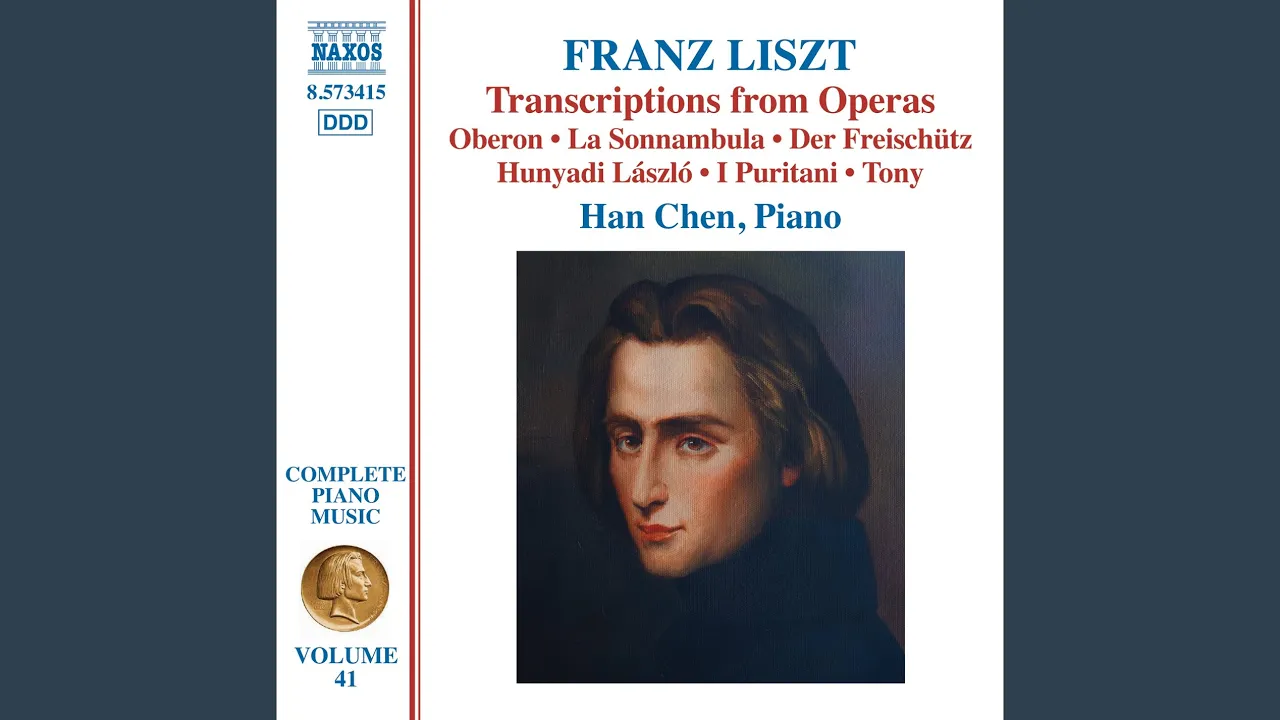 NAXOS
8.573415
DDD
FRANZ LISZT
Transcriptions from Operas
Oberon • La Sonnambula • Der Freischütz
Hunyadi László • I Puritani • Tony
Han Chen, Piano
COMPLETE
PIANO
MUSIC
VOLUME
41